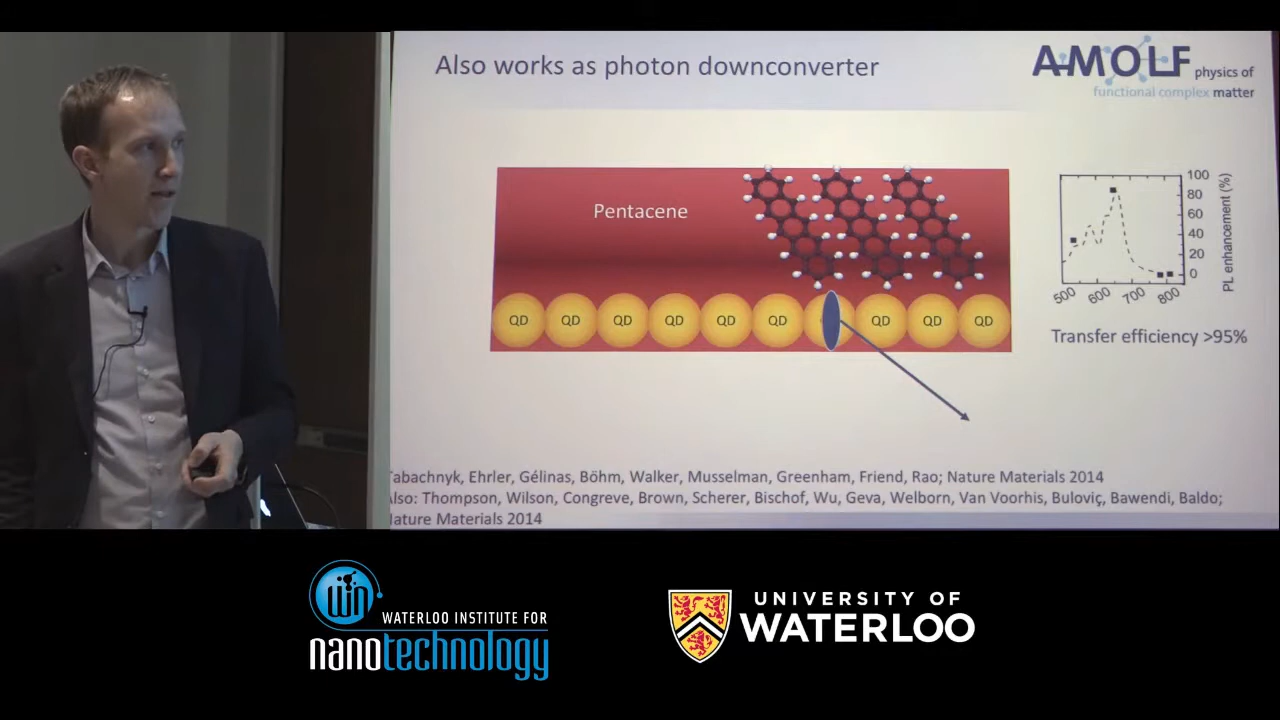 Also works as photon downconverter
AMOLF physics of
functional complex matter
Pentacene
QD QD QD QD QD QD QD QD QD
100
80
60
40
20
0
PL enhancement (%)
500 600 700 800
Transfer efficiency >95%
Tabachnyk, Ehrler, Gélinas, Böhm, Walker, Musselman, Greenham, Friend, Rao; Nature Materials 2014
Also: Thompson, Wilson, Congreve, Brown, Scherer, Bischof, Wu, Geva, Welborn, Van Voorhis, Buloviç, Bawendi, Baldo;
Nature Materials 2014
WIN
WATERLOO INSTITUTE FOR
nanotechnology
UNIVERSITY OF
WATERLOO